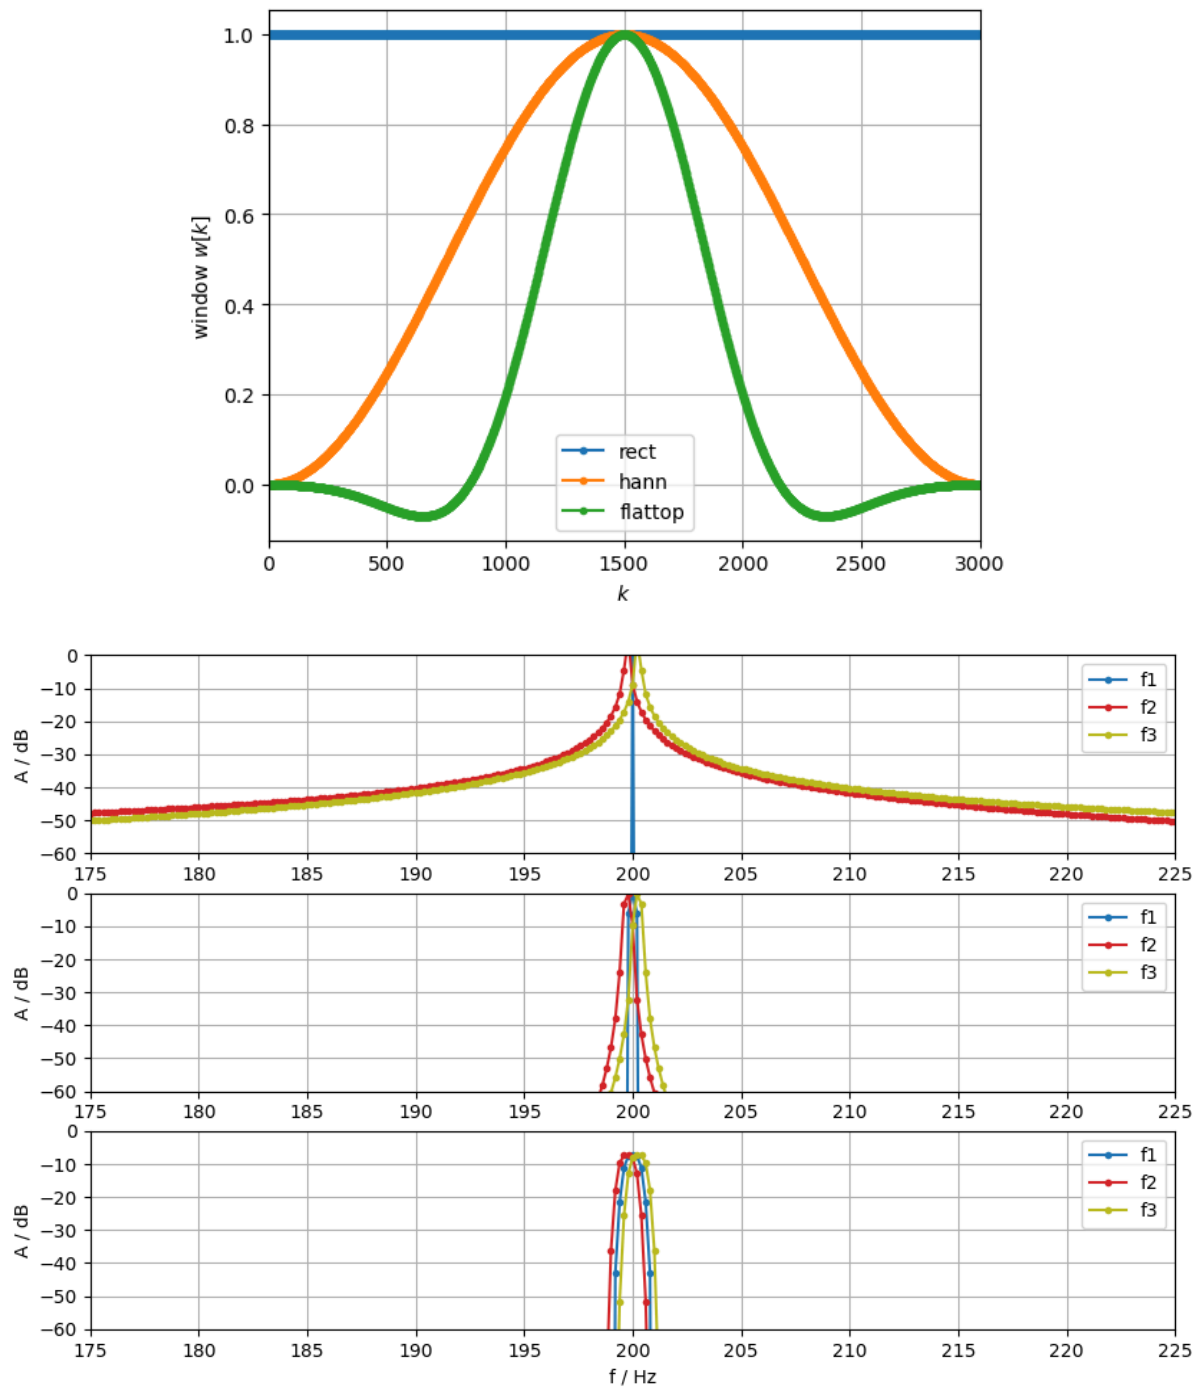 1.0
0.8
0.6
0.4
0.2
0.0
window w[k]
rect
hann
flattop
0 500 1000 1500 2000 2500 3000
k
0
−10
−20
−30
−40
−50
−60
A / dB
f1
f2
f3
175 180 185 190 195 200 205 210 215 220 225
0
−10
−20
−30
−40
−50
−60
A / dB
f1
f2
f3
175 180 185 190 195 200 205 210 215 220 225
0
−10
−20
−30
−40
−50
−60
A / dB
f1
f2
f3
175 180 185 190 195 200 205 210 215 220 225
f / Hz